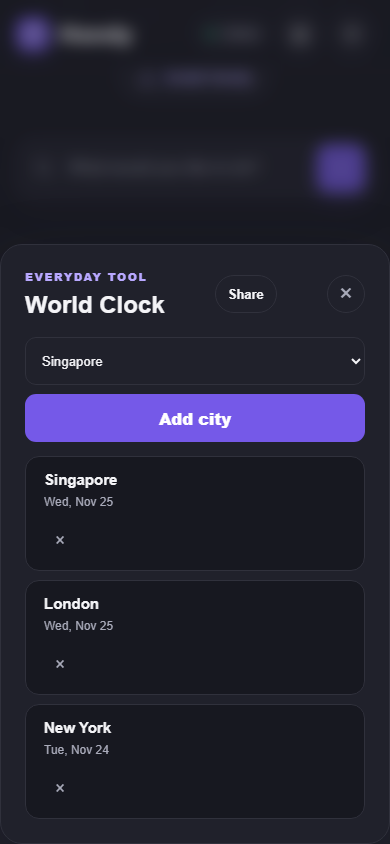 EVERYDAY TOOL
World Clock
Share
×
Singapore
Add city
Singapore
Wed, Nov 25
×
London
Wed, Nov 25
×
New York
Tue, Nov 24
×